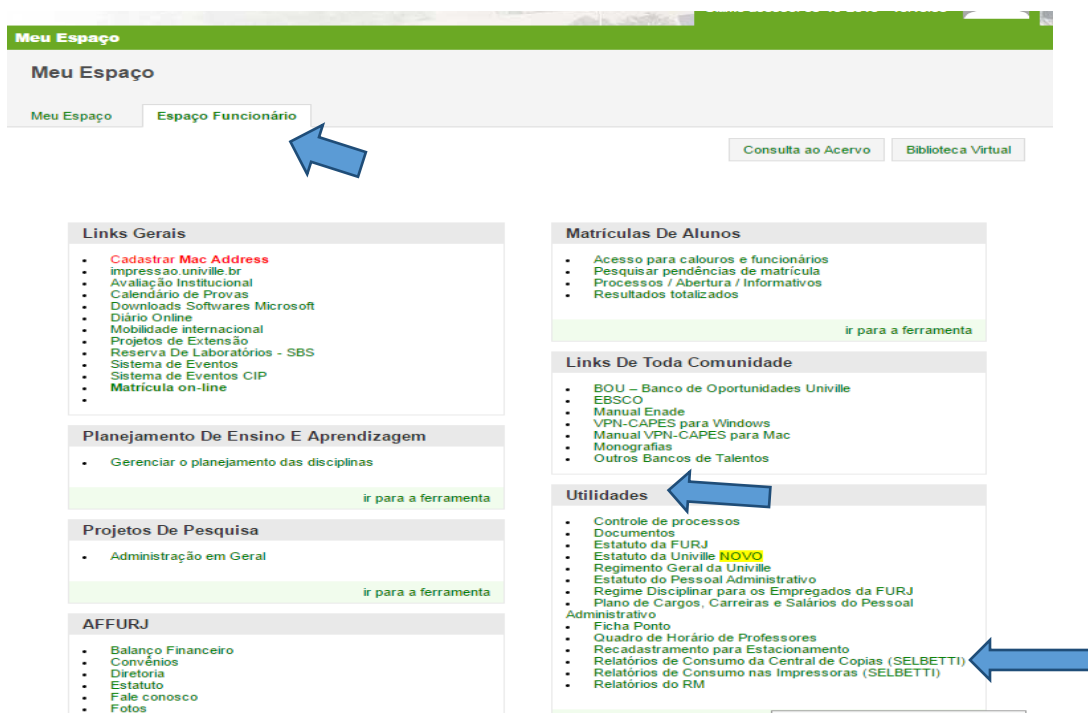 Meu Espaço
Meu Espaço
Meu Espaço
Espaço Funcionário
Consulta ao Acervo
Biblioteca Virtual
Links Gerais
Cadastrar Mac Address
impressao.univille.br
Avaliação Institucional
Calendário de Provas
Downloads Softwares Microsoft
Diário Online
Mobilidade internacional
Projetos de Extensão
Reserva De Laboratórios - SBS
Sistema de Eventos
Sistema de Eventos CIP
Matrícula on-line
Planejamento De Ensino E Aprendizagem
Gerenciar o planejamento das disciplinas
ir para a ferramenta
Projetos De Pesquisa
Administração em Geral
ir para a ferramenta
AFFURJ
Balanço Financeiro
Convênios
Diretoria
Estatuto
Fale conosco
Fotos
Matrículas De Alunos
Acesso para calouros e funcionários
Pesquisar pendências de matrícula
Processos / Abertura / Informativos
Resultados totalizados
ir para a ferramenta
Links De Toda Comunidade
BOU – Banco de Oportunidades Univille
EBSCO
Manual Enade
VPN-CAPES para Windows
Manual VPN-CAPES para Mac
Monografias
Outros Bancos de Talentos
Utilidades
Controle de processos
Documentos
Estatuto da FURJ
Estatuto da Univille NOVO
Regimento Geral da Univille
Estatuto do Pessoal Administrativo
Regime Disciplinar para os Empregados da FURJ
Plano de Cargos, Carreiras e Salários do Pessoal
Administrativo
Ficha Ponto
Quadro de Horário de Professores
Recadastramento para Estacionamento
Relatórios de Consumo da Central de Copias (SELBETTI)
Relatórios de Consumo nas Impressoras (SELBETTI)
Relatórios do RM